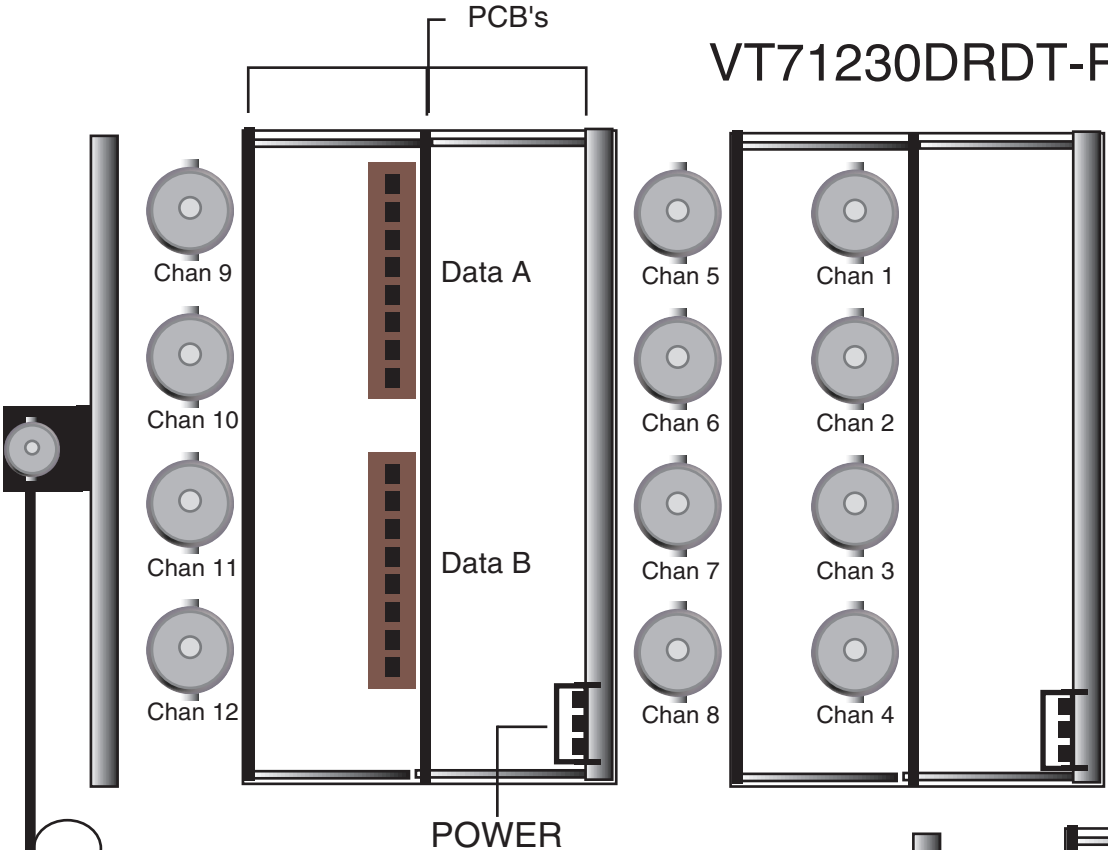 PCB's
VT71230DRDT-
Chan 9
Data A
Chan 5
Chan 1
Chan 10
Chan 6
Chan 2
Chan 11
Data B
Chan 7
Chan 3
Chan 12
Chan 8
Chan 4
POWER